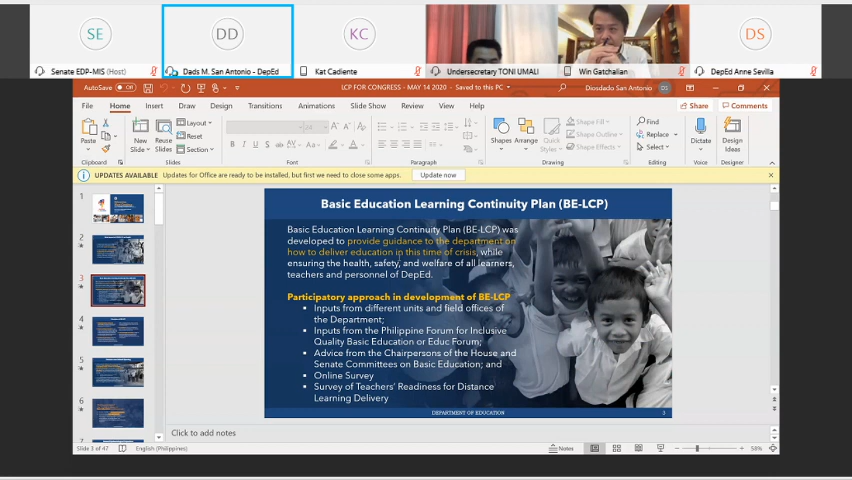 SE
DD
KC
DS
Senate EDP-MIS (Host)
Dads M. San Antonio - DepEd
Kat Cadiente
Undersecretary TONI UMALI
Win Gatchalian
DepEd Anne Sevilla
AutoSave Off
LCP FOR CONGRESS - MAY 14 2020 - Saved to this PC
Diosdado San Antonio
DS
File Home Insert Draw Design Transitions Animations Slide Show Review View Help
Share Comments
Paste
New Slide
Reuse Slides
Layout
Reset
Section
Shapes
Arrange
Quick Styles
Shape Fill
Shape Outline
Shape Effects
Find
Replace
Select
Dictate
Design Ideas
Clipboard
Slides
Font
Paragraph
Drawing
Editing
Voice
Designer
UPDATES AVAILABLE Updates for Office are ready to be installed, but first we need to close some apps. Update now
1
2
3
4
5
6
Basic Education Learning Continuity Plan (BE-LCP)
Basic Education Learning Continuity Plan (BE-LCP) was
developed to provide guidance to the department on
how to deliver education in this time of crisis, while
ensuring the health, safety, and welfare of all learners,
teachers and personnel of DepEd.
Participatory approach in development of BE-LCP
▪ Inputs from different units and field offices of
the Department;
▪ Inputs from the Philippine Forum for Inclusive
Quality Basic Education or Educ Forum;
▪ Advice from the Chairpersons of the House and
Senate Committees on Basic Education; and
▪ Online Survey
▪ Survey of Teachers' Readiness for Distance
Learning Delivery
DEPARTMENT OF EDUCATION
3
Click to add notes
Slide 3 of 47
English (Philippines)
Notes
58%